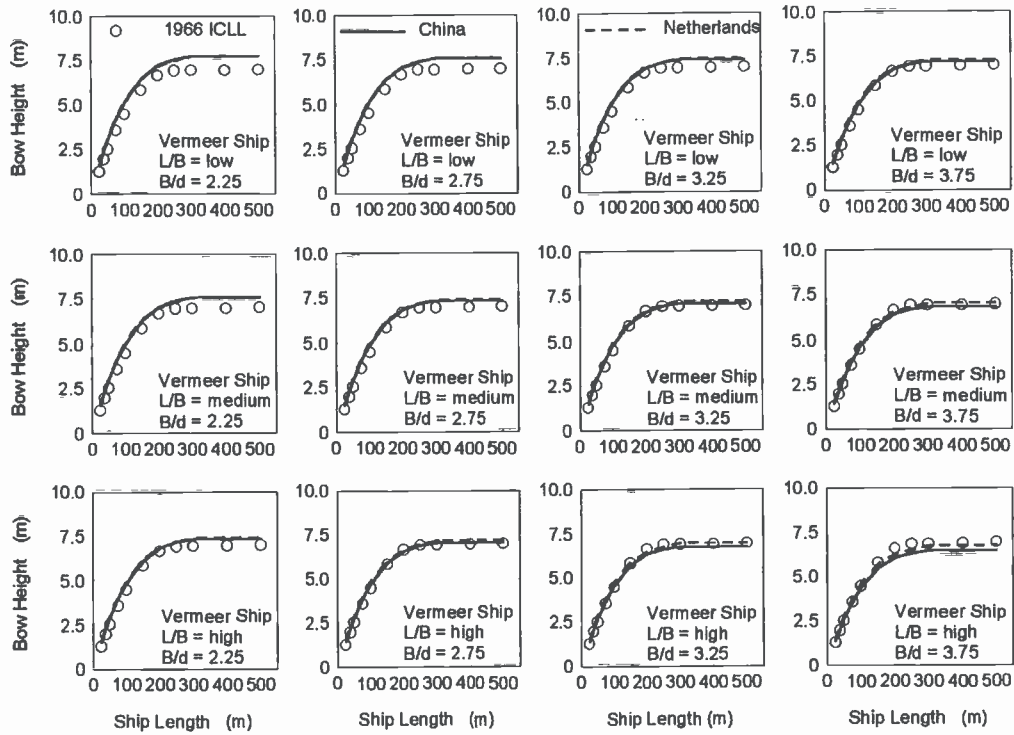 Bow Height (m)
10.0
7.5
5.0
2.5
0
0 100 200 300 400 500
1966 ICLL
Vermeer Ship
L/B = low
B/d = 2.25
10.0
7.5
5.0
2.5
0
0 100 200 300 400 500
China
Vermeer Ship
L/B = low
B/d = 2.75
10.0
7.5
5.0
2.5
0
0 100 200 300 400 500
Netherlands
Vermeer Ship
L/B = low
B/d = 3.25
10.0
7.5
5.0
2.5
0
0 100 200 300 400 500
Vermeer Ship
L/B = low
B/d = 3.75
Bow Height (m)
10.0
7.5
5.0
2.5
0
0 100 200 300 400 500
Vermeer Ship
L/B = medium
B/d = 2.25
10.0
7.5
5.0
2.5
0
0 100 200 300 400 500
Vermeer Ship
L/B = medium
B/d = 2.75
10.0
7.5
5.0
2.5
0
0 100 200 300 400 500
Vermeer Ship
L/B = medium
B/d = 3.25
10.0
7.5
5.0
2.5
0
0 100 200 300 400 500
Vermeer Ship
L/B = medium
B/d = 3.75
Bow Height (m)
10.0
7.5
5.0
2.5
0
0 100 200 300 400 500
Vermeer Ship
L/B = high
B/d = 2.25
Ship Length (m)
10.0
7.5
5.0
2.5
0
0 100 200 300 400 500
Vermeer Ship
L/B = high
B/d = 2.75
Ship Length (m)
10.0
7.5
5.0
2.5
0
0 100 200 300 400 500
Vermeer Ship
L/B = high
B/d = 3.25
Ship Length (m)
10.0
7.5
5.0
2.5
0
0 100 200 300 400 500
Vermeer Ship
L/B = high
B/d = 3.75
Ship Length (m)